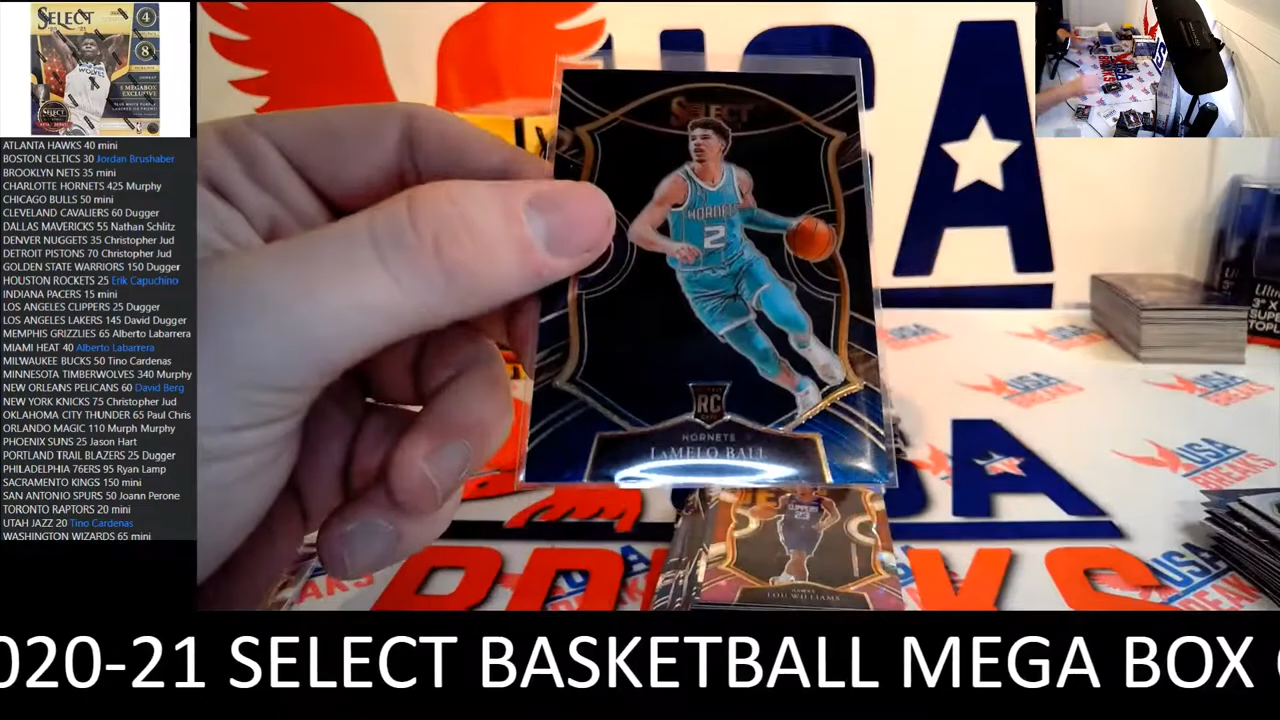 SELECT
4
8
WOLVES
MEGABOX
EXCLUSIVE
SELECT
ATLANTA HAWKS 40 mini
BOSTON CELTICS 30 Jordan Brushaber
BROOKLYN NETS 35 mini
CHARLOTTE HORNETS 425 Murphy
CHICAGO BULLS 50 mini
CLEVELAND CAVALIERS 60 Dugger
DALLAS MAVERICKS 55 Nathan Schlitz
DENVER NUGGETS 35 Christopher Jud
DETROIT PISTONS 70 Christopher Jud
GOLDEN STATE WARRIORS 150 Dugger
HOUSTON ROCKETS 25 Erik Capuchino
INDIANA PACERS 15 mini
LOS ANGELES CLIPPERS 25 Dugger
LOS ANGELES LAKERS 145 David Dugger
MEMPHIS GRIZZLIES 65 Alberto Labarrera
MIAMI HEAT 40 Alberto Labarrera
MILWAUKEE BUCKS 50 Tino Cardenas
MINNESOTA TIMBERWOLVES 340 Murphy
NEW ORLEANS PELICANS 60 David Berg
NEW YORK KNICKS 75 Christopher Jud
OKLAHOMA CITY THUNDER 65 Paul Chris
ORLANDO MAGIC 110 Murph Murphy
PHOENIX SUNS 25 Jason Hart
PORTLAND TRAIL BLAZERS 25 Dugger
PHILADELPHIA 76ERS 95 Ryan Lamp
SACRAMENTO KINGS 150 mini
SAN ANTONIO SPURS 50 Joann Perone
TORONTO RAPTORS 20 mini
UTAH JAZZ 20 Tino Cardenas
WASHINGTON WIZARDS 65 mini
SELECT
HORNETS
2
RC
HORNETS
LaMELO BALL
CLIPPERS
23
LOU WILLIAMS
USA
BREAKS
USA
BREAKS
020-21 SELECT BASKETBALL MEGA BOX